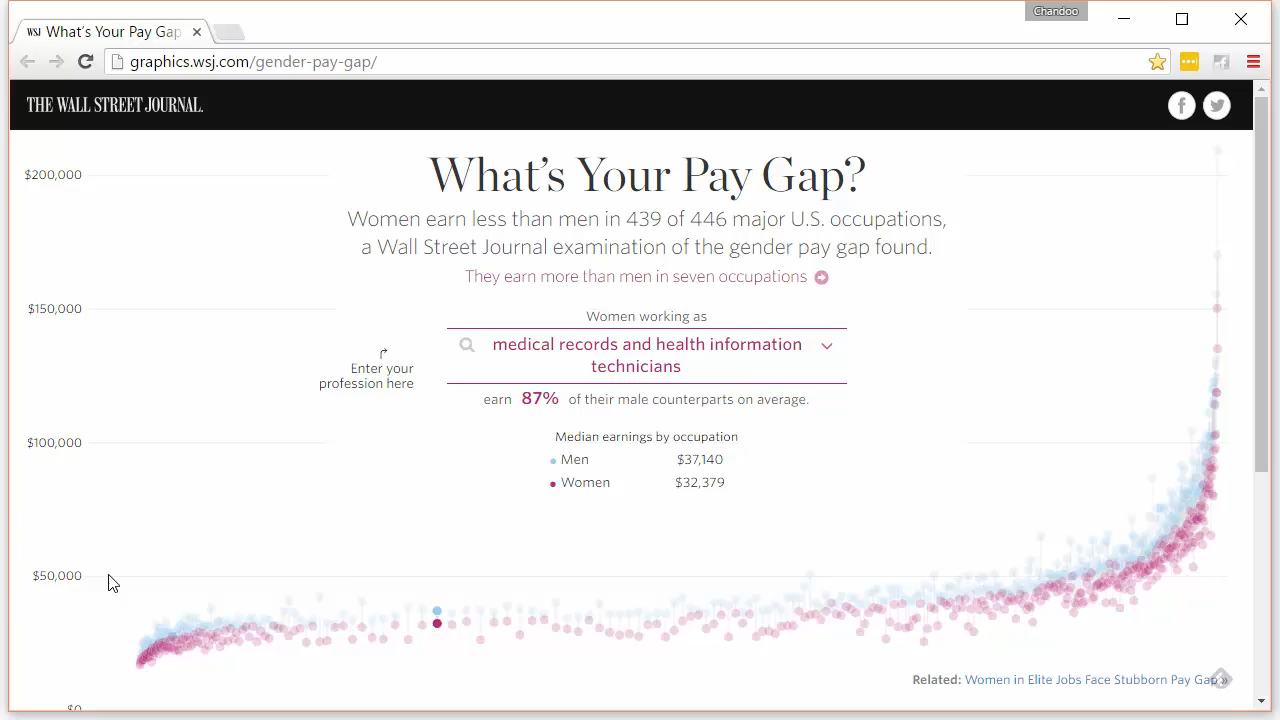 Chandoo
WSJ What's Your Pay Gap
graphics.wsj.com/gender-pay-gap/
THE WALL STREET JOURNAL.
What's Your Pay Gap?
Women earn less than men in 439 of 446 major U.S. occupations,
a Wall Street Journal examination of the gender pay gap found.
They earn more than men in seven occupations
Women working as
medical records and health information
technicians
Enter your
profession here
earn 87% of their male counterparts on average.
Median earnings by occupation
Men $37,140
Women $32,379
$200,000
$150,000
$100,000
$50,000
$0
Related: Women in Elite Jobs Face Stubborn Pay Gap »